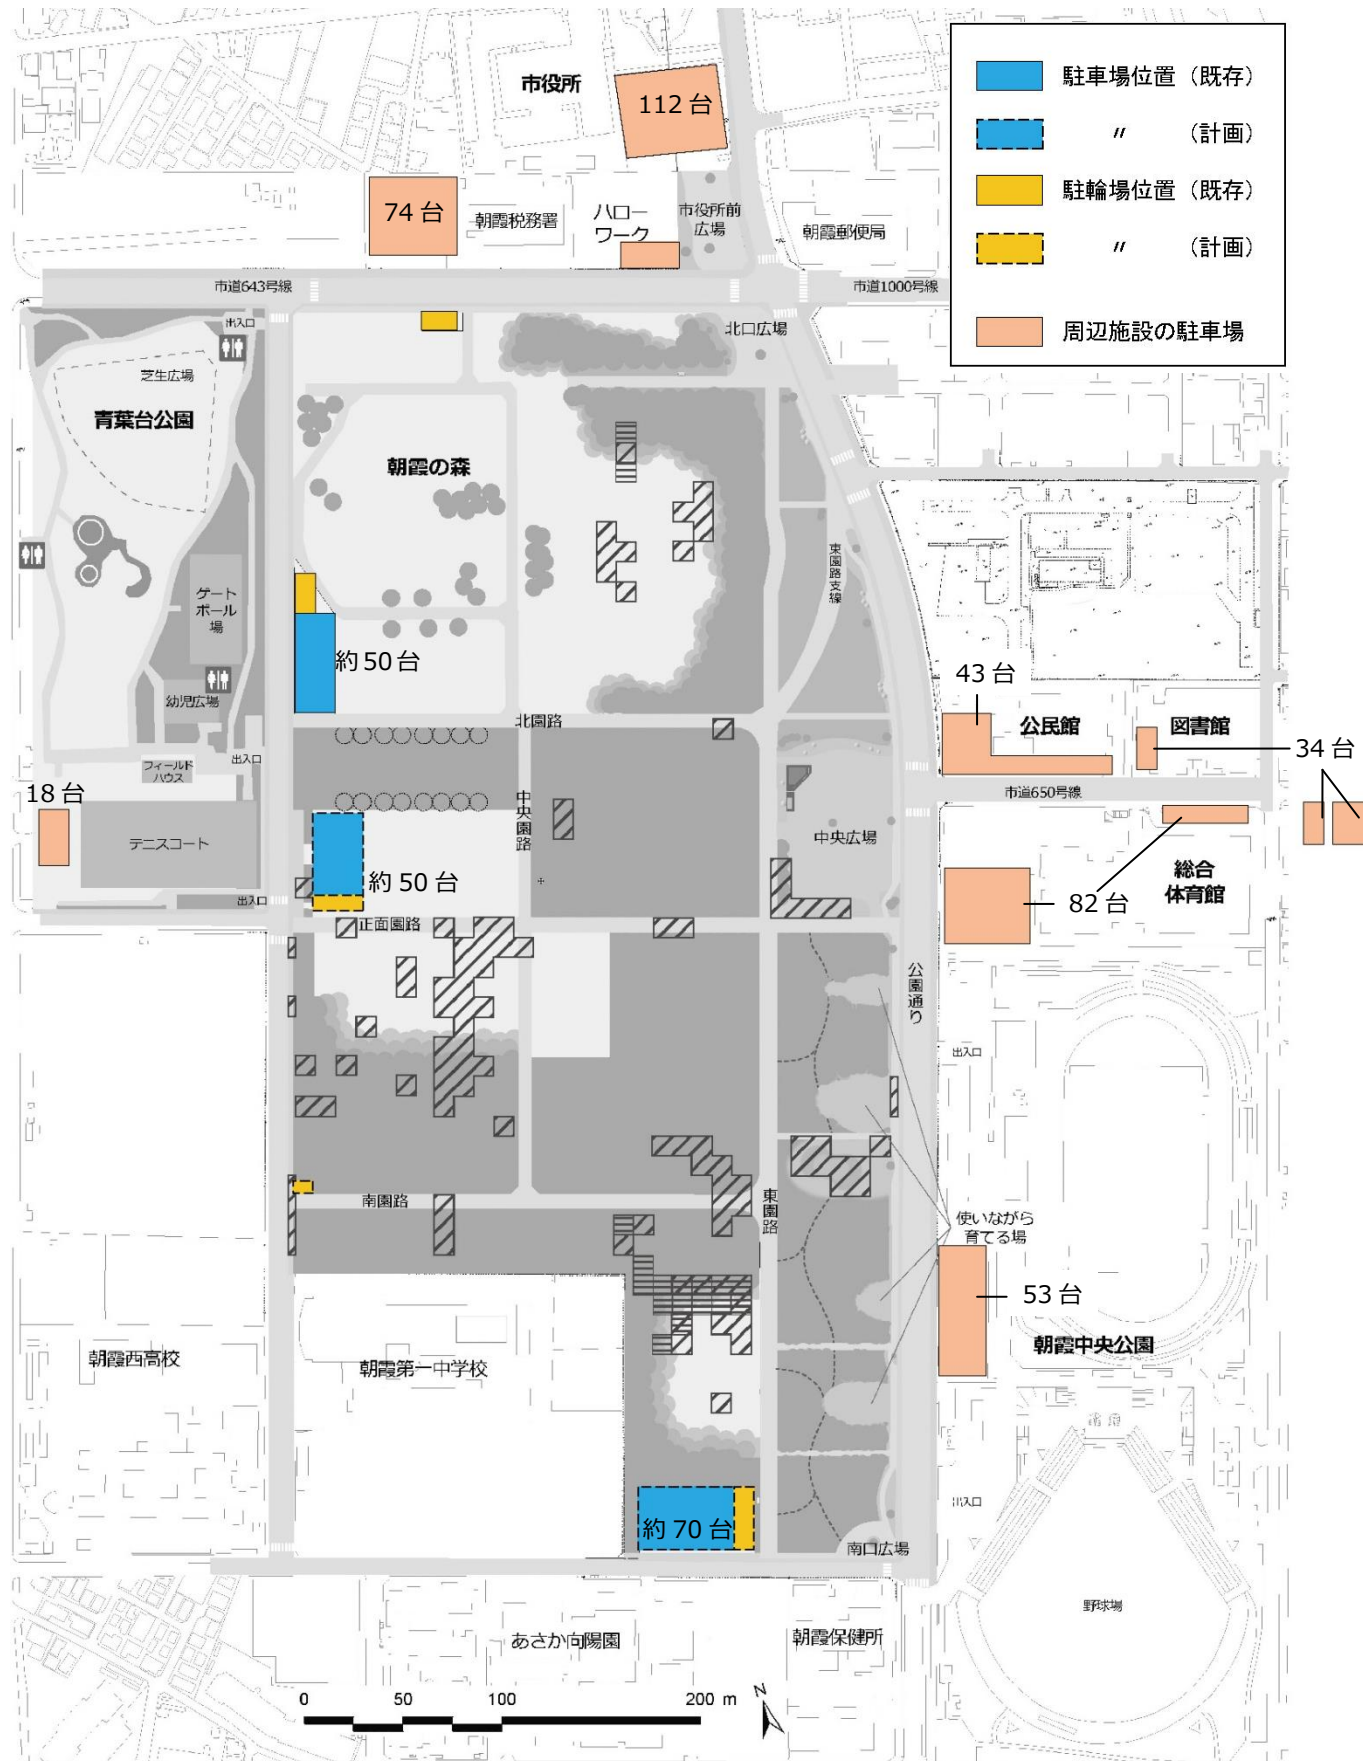 市役所
112 台
駐車場位置（既存）
〃 （計画）
駐輪場位置（既存）
〃 （計画）
周辺施設の駐車場
74 台
朝霞税務署
ハロー
ワーク
市役所前
広場
朝霞郵便局
市道643号線
市道1000号線
出入口
北口広場
芝生広場
青葉台公園
朝霞の森
東園路支線
ゲート
ボール
場
約 50 台
幼児広場
43 台
北園路
公民館
図書館
34 台
出入口
フィールド
ハウス
18 台
中央園路
市道650号線
テニスコート
中央広場
総合
体育館
約 50 台
82 台
出入口
正面園路
公園通り
出入口
南園路
東園路
使いながら
育てる場
53 台
朝霞中央公園
朝霞西高校
朝霞第一中学校
出入口
約 70 台
南口広場
野球場
あさか向陽園
朝霞保健所
0 50 100 200 m
N